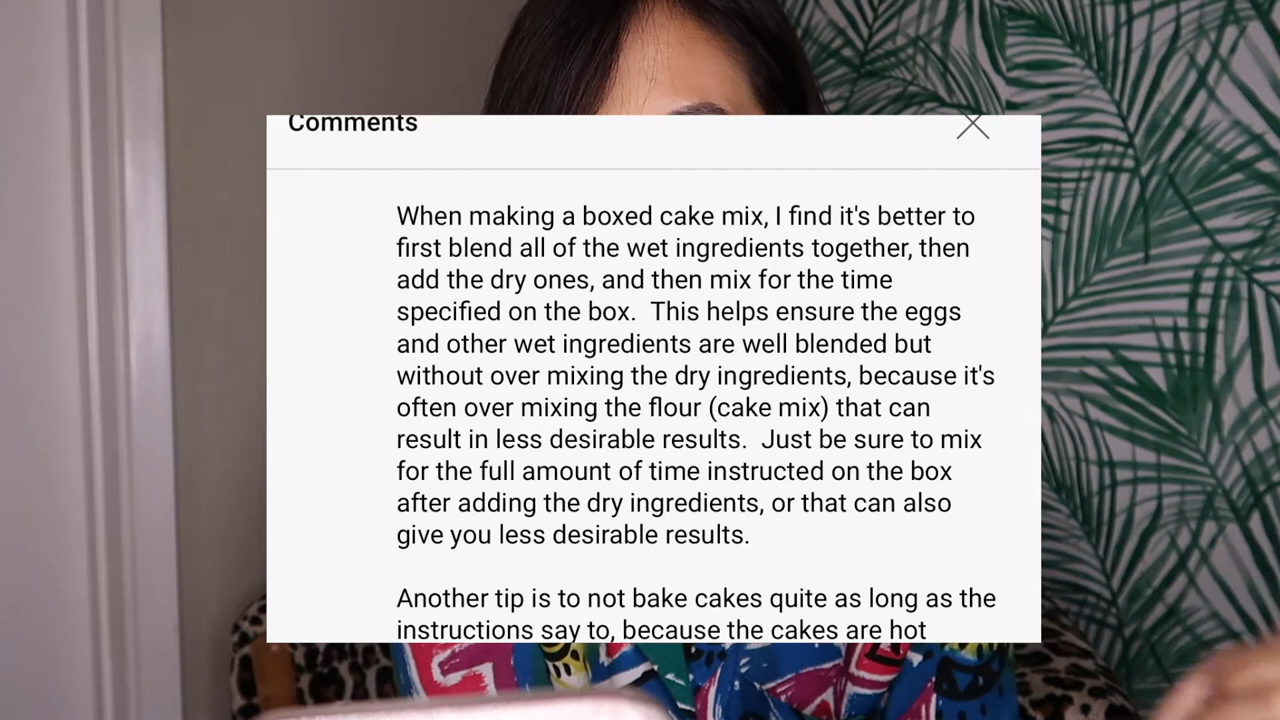 Comments
When making a boxed cake mix, I find it's better to
first blend all of the wet ingredients together, then
add the dry ones, and then mix for the time
specified on the box.  This helps ensure the eggs
and other wet ingredients are well blended but
without over mixing the dry ingredients, because it's
often over mixing the flour (cake mix) that can
result in less desirable results.  Just be sure to mix
for the full amount of time instructed on the box
after adding the dry ingredients, or that can also
give you less desirable results.
Another tip is to not bake cakes quite as long as the
instructions say to, because the cakes are hot